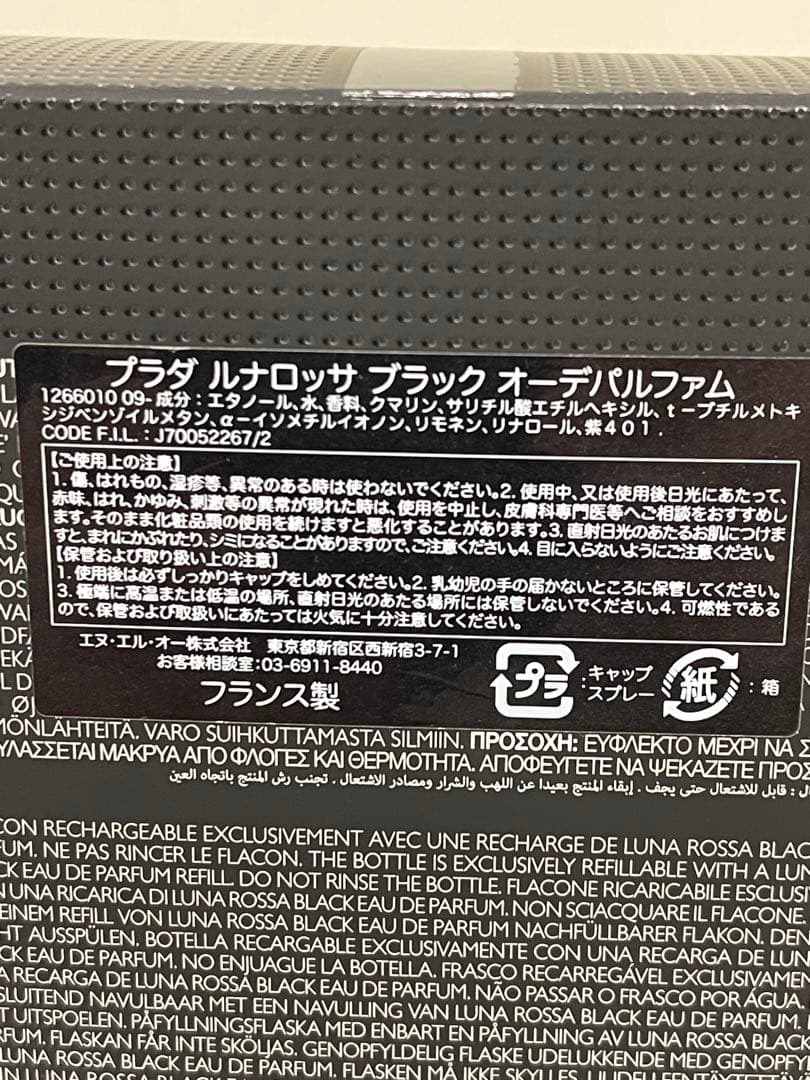 プラダ ルナロッサ ブラック オーデパルファム
1266010 09- 成分：エタノール、水、香料、クマリン、サリチル酸エチルヘキシル、t－ブチルメトキ
シジベンゾイルメタン、α－イソメチルイオノン、リモネン、リナロール、紫４０１．
CODE F.I.L. : J70052267/2
【ご使用上の注意】
1. 傷、はれもの、湿疹等、異常のある時は使わないでください。2. 使用中、又は使用後日光にあたって、
赤味、はれ、かゆみ、刺激等の異常が現れた時は、使用を中止し、皮膚科専門医等へご相談をおすすめし
ます。そのまま化粧品類の使用を続けますと悪化することがあります。3. 直射日光のあたるお肌につけま
すと、まれにかぶれたり、シミになることがありますので、ご注意ください。4. 目に入らないようにご注意ください。
【保管および取り扱い上の注意】
1. 使用後は必ずしっかりキャップをしめてください。2. 乳幼児の手の届かないところに保管してください。
3. 極端に高温または低温の場所、直射日光のあたる場所には保管しないでください。4. 可燃性である
ので、保管および取扱いにあたっては火気に十分注意してください。
エヌ・エル・オー株式会社 東京都新宿区西新宿3-7-1
お客様相談室：03-6911-8440
フランス製
プラ：キャップ
スプレー
紙：箱
MÖNLÄHTEITÄ. VARO SUIHKUTTAMASTA SILMIIN. ΠΡΟΣΟΧΗ: ΕΥΦΛΕΚΤΟ ΜΕΧΡΙ ΝΑ
ΥΛΑΣΣΕΤΑΙ ΜΑΚΡΥΑ ΑΠΟ ΦΛΟΓΕΣ ΚΑΙ ΘΕΡΜΟΤΗΤΑ. ΑΠΟΦΕΥΓΕΤΕ ΝΑ ΨΕΚΑΖΕΤΕ ΠΡΟΣ
: قابل للاشتعال حتى يجف. إبقاء المنتج بعيدا عن اللهب والشرار ومصادر الاشتعال. تجنب رش المنتج باتجاه العين
CON RECHARGEABLE EXCLUSIVEMENT AVEC UNE RECHARGE DE LUNA ROSSA BLAC
FUM. NE PAS RINCER LE FLACON. THE BOTTLE IS EXCLUSIVELY REFILLABLE WITH A LUN
CK EAU DE PARFUM REFILL. DO NOT RINSE THE BOTTLE. FLACONE RICARICABILE ESCLUS
N UNA RICARICA DI LUNA ROSSA BLACK EAU DE PARFUM. NON SCIACQUARE IL FLACONE
EINEM REFILL VON LUNA ROSSA BLACK EAU DE PARFUM NACHFÜLLBARER FLAKON. DEN
HT AUSSPÜLEN. BOTELLA RECARGABLE EXCLUSIVAMENTE CON UNA RECARGA DE LUN
CK EAU DE PARFUM. NO ENJUAGUE LA BOTELLA. FRASCO RECARREGÁVEL EXCLUSIVAMEN
A RECARGA DE LUNA ROSSA BLACK EAU DE PARFUM. NÃO PASSAR O FRASCO POR ÁGUA
SLUITEND NAVULBAAR MET EEN NAVULLING VAN LUNA ROSSA BLACK EAU DE PARFUM.
T UITSPOELEN. PÅFYLLNINGSFLASKA MED ENBART EN PÅFYLLNING AV LUNA ROSSA BL
RFUM. FLASKAN FÅR INTE SKÖLJAS. GENOPFYLDELIG FLASKE UDELUKKENDE MED GENOPFY
LUNA ROSSA BLACK EAU DE PARFUM. FLASKEN MÅ IKKE SKYLLES.